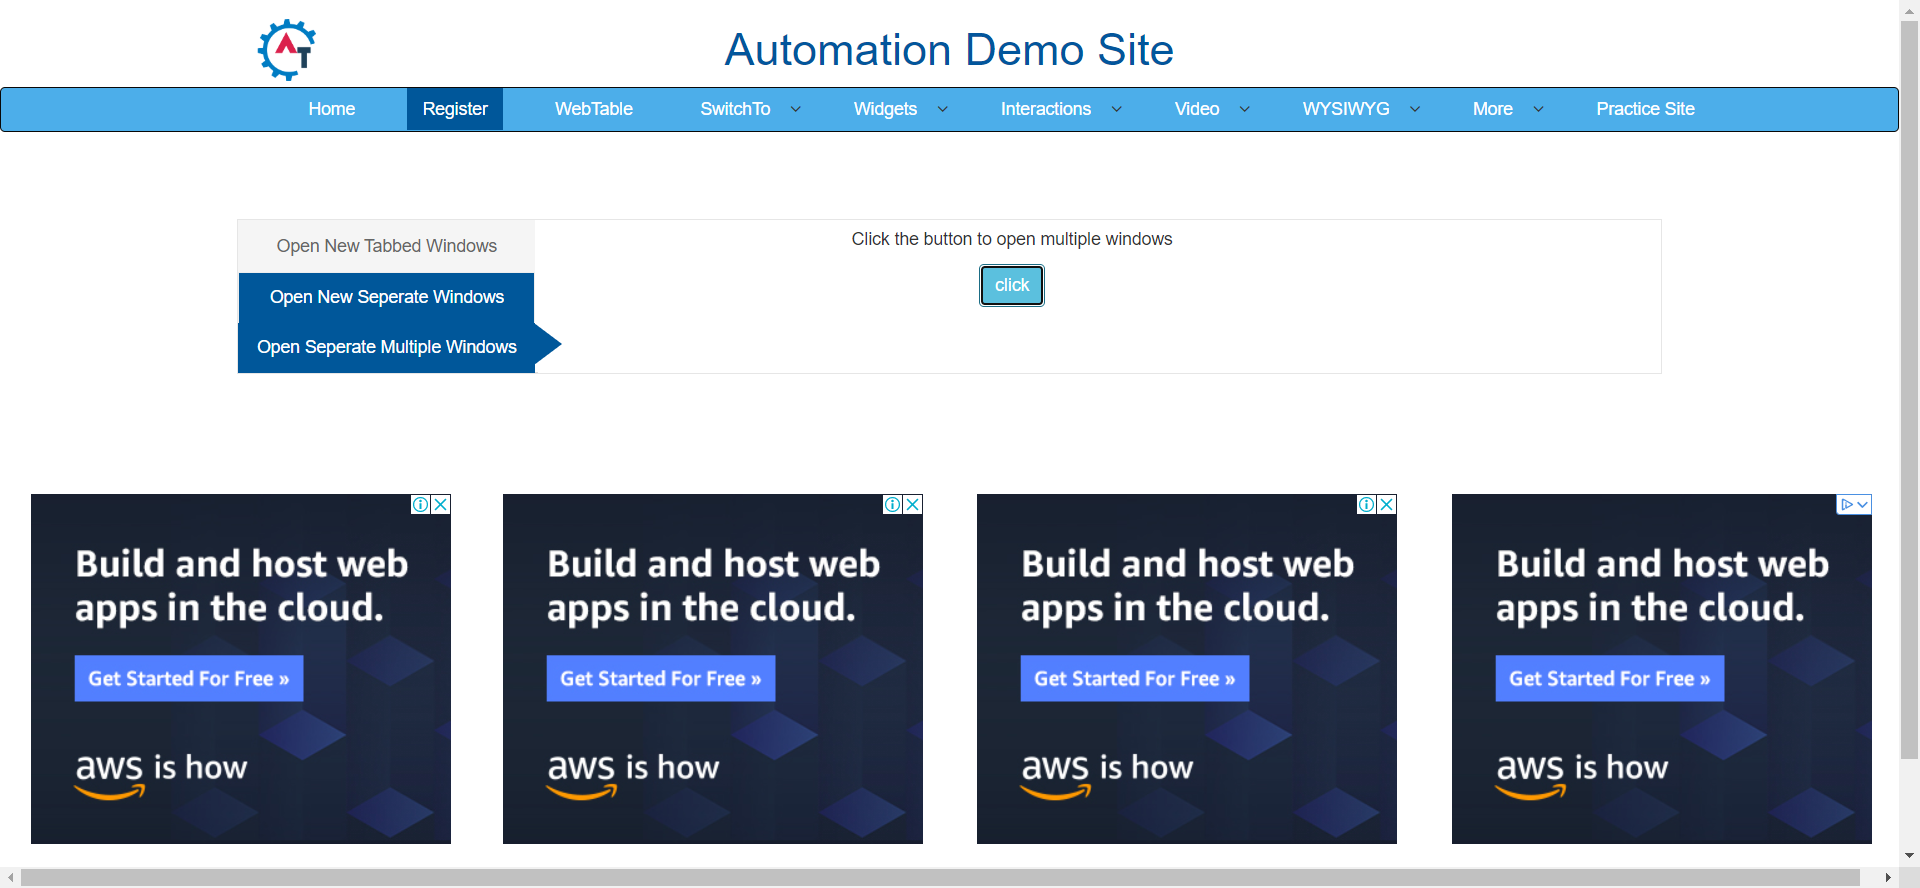 AT
Automation Demo Site
Home Register WebTable SwitchTo Widgets Interactions Video WYSIWYG More Practice Site
Open New Tabbed Windows
Open New Seperate Windows
Open Seperate Multiple Windows
Click the button to open multiple windows
click
Build and host web
apps in the cloud.
Get Started For Free »
aws is how
Build and host web
apps in the cloud.
Get Started For Free »
aws is how
Build and host web
apps in the cloud.
Get Started For Free »
aws is how
Build and host web
apps in the cloud.
Get Started For Free »
aws is how